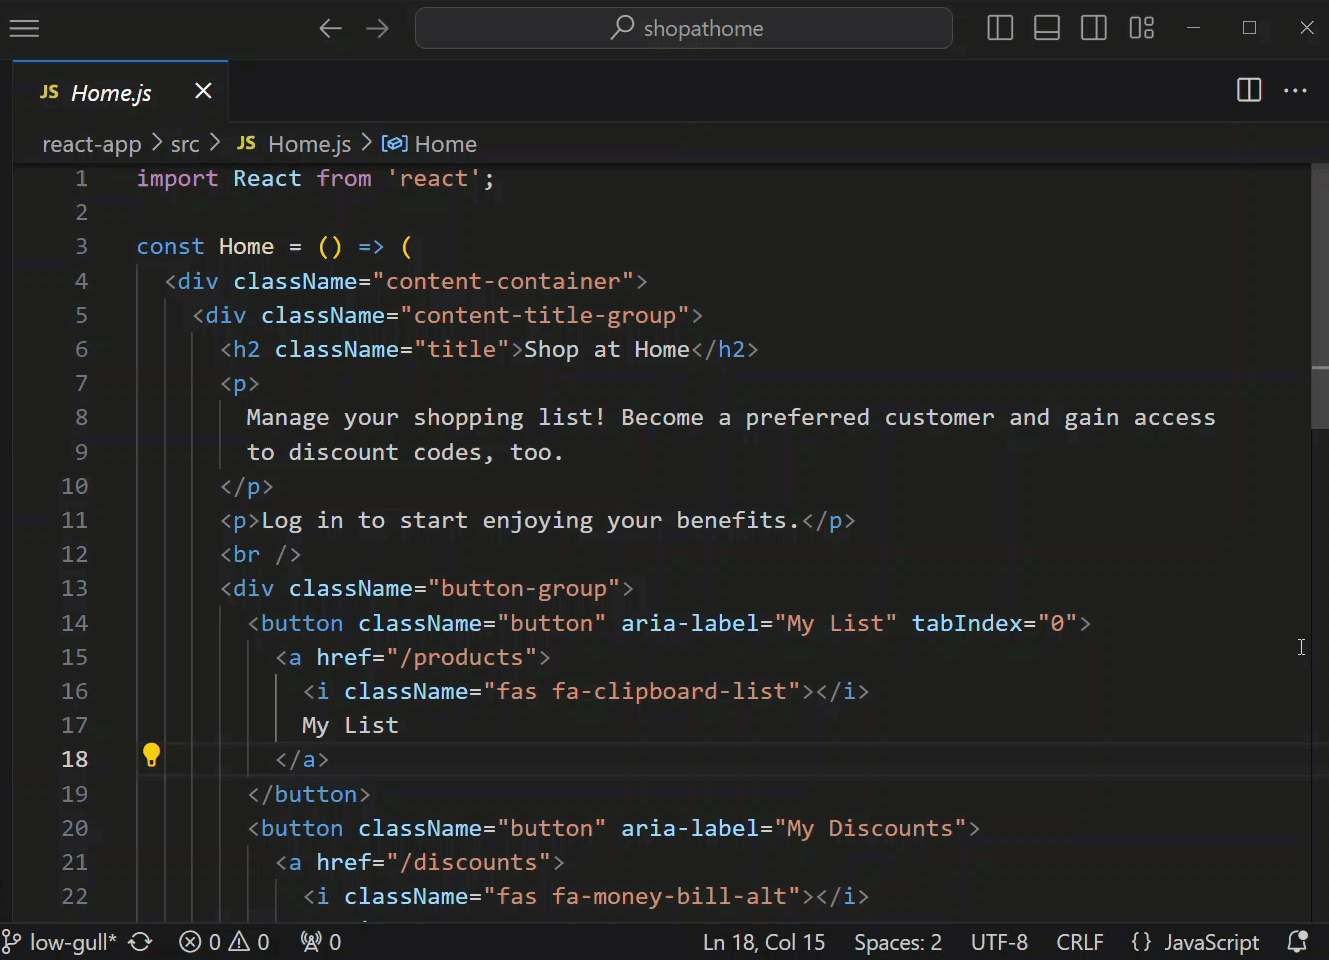 shopathome
JS Home.js
react-app > src > JS Home.js > Home
1 import React from 'react';
2
3 const Home = () => (
4 <div className="content-container">
5 <div className="content-title-group">
6 <h2 className="title">Shop at Home</h2>
7 <p>
8 Manage your shopping list! Become a preferred customer and gain access
9 to discount codes, too.
10 </p>
11 <p>Log in to start enjoying your benefits.</p>
12 <br />
13 <div className="button-group">
14 <button className="button" aria-label="My List" tabIndex="0">
15 <a href="/products">
16 <i className="fas fa-clipboard-list"></i>
17 My List
18 </a>
19 </button>
20 <button className="button" aria-label="My Discounts">
21 <a href="/discounts">
22 <i className="fas fa-money-bill-alt"></i>
low-gull* 0 0 0 Ln 18, Col 15 Spaces: 2 UTF-8 CRLF {} JavaScript